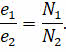 e₁/e₂ = N₁/N₂.